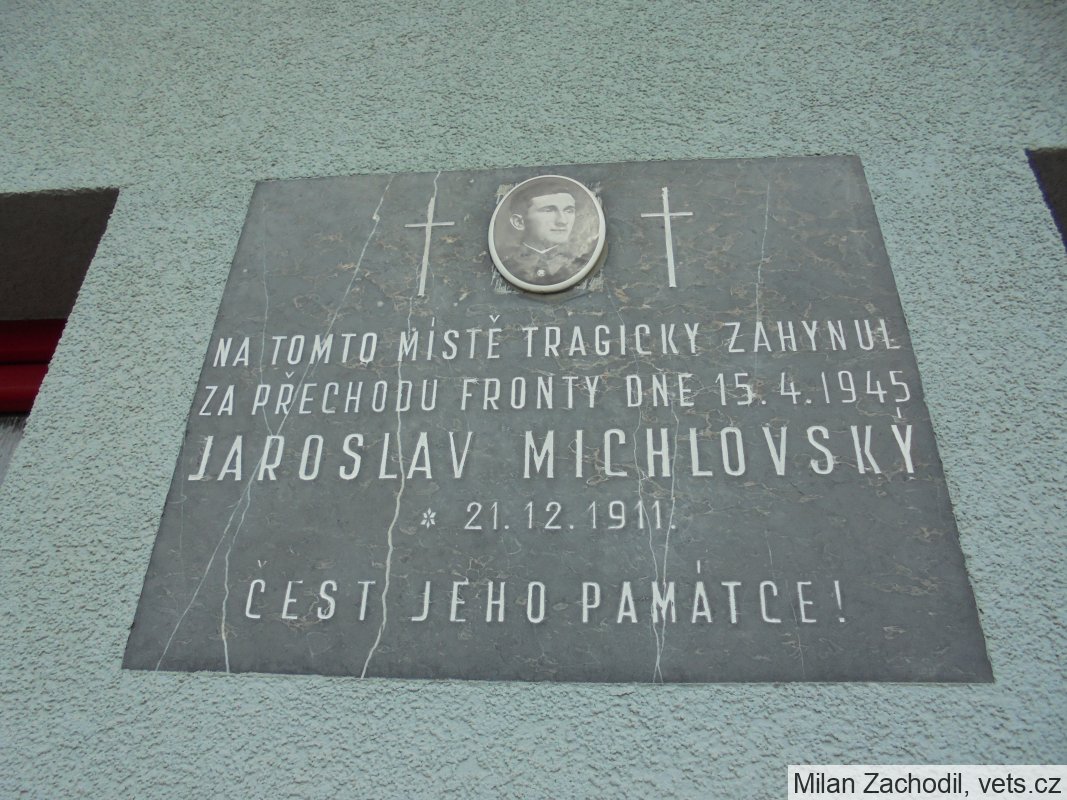 NA TOMTO MÍSTĚ TRAGICKY ZAHYNUL
ZA PŘECHODU FRONTY DNE 15.4.1945
JAROSLAV MICHLOVSKÝ
* 21.12.1911.
ČEST JEHO PAMÁTCE!
Milan Zachodil, vets.cz